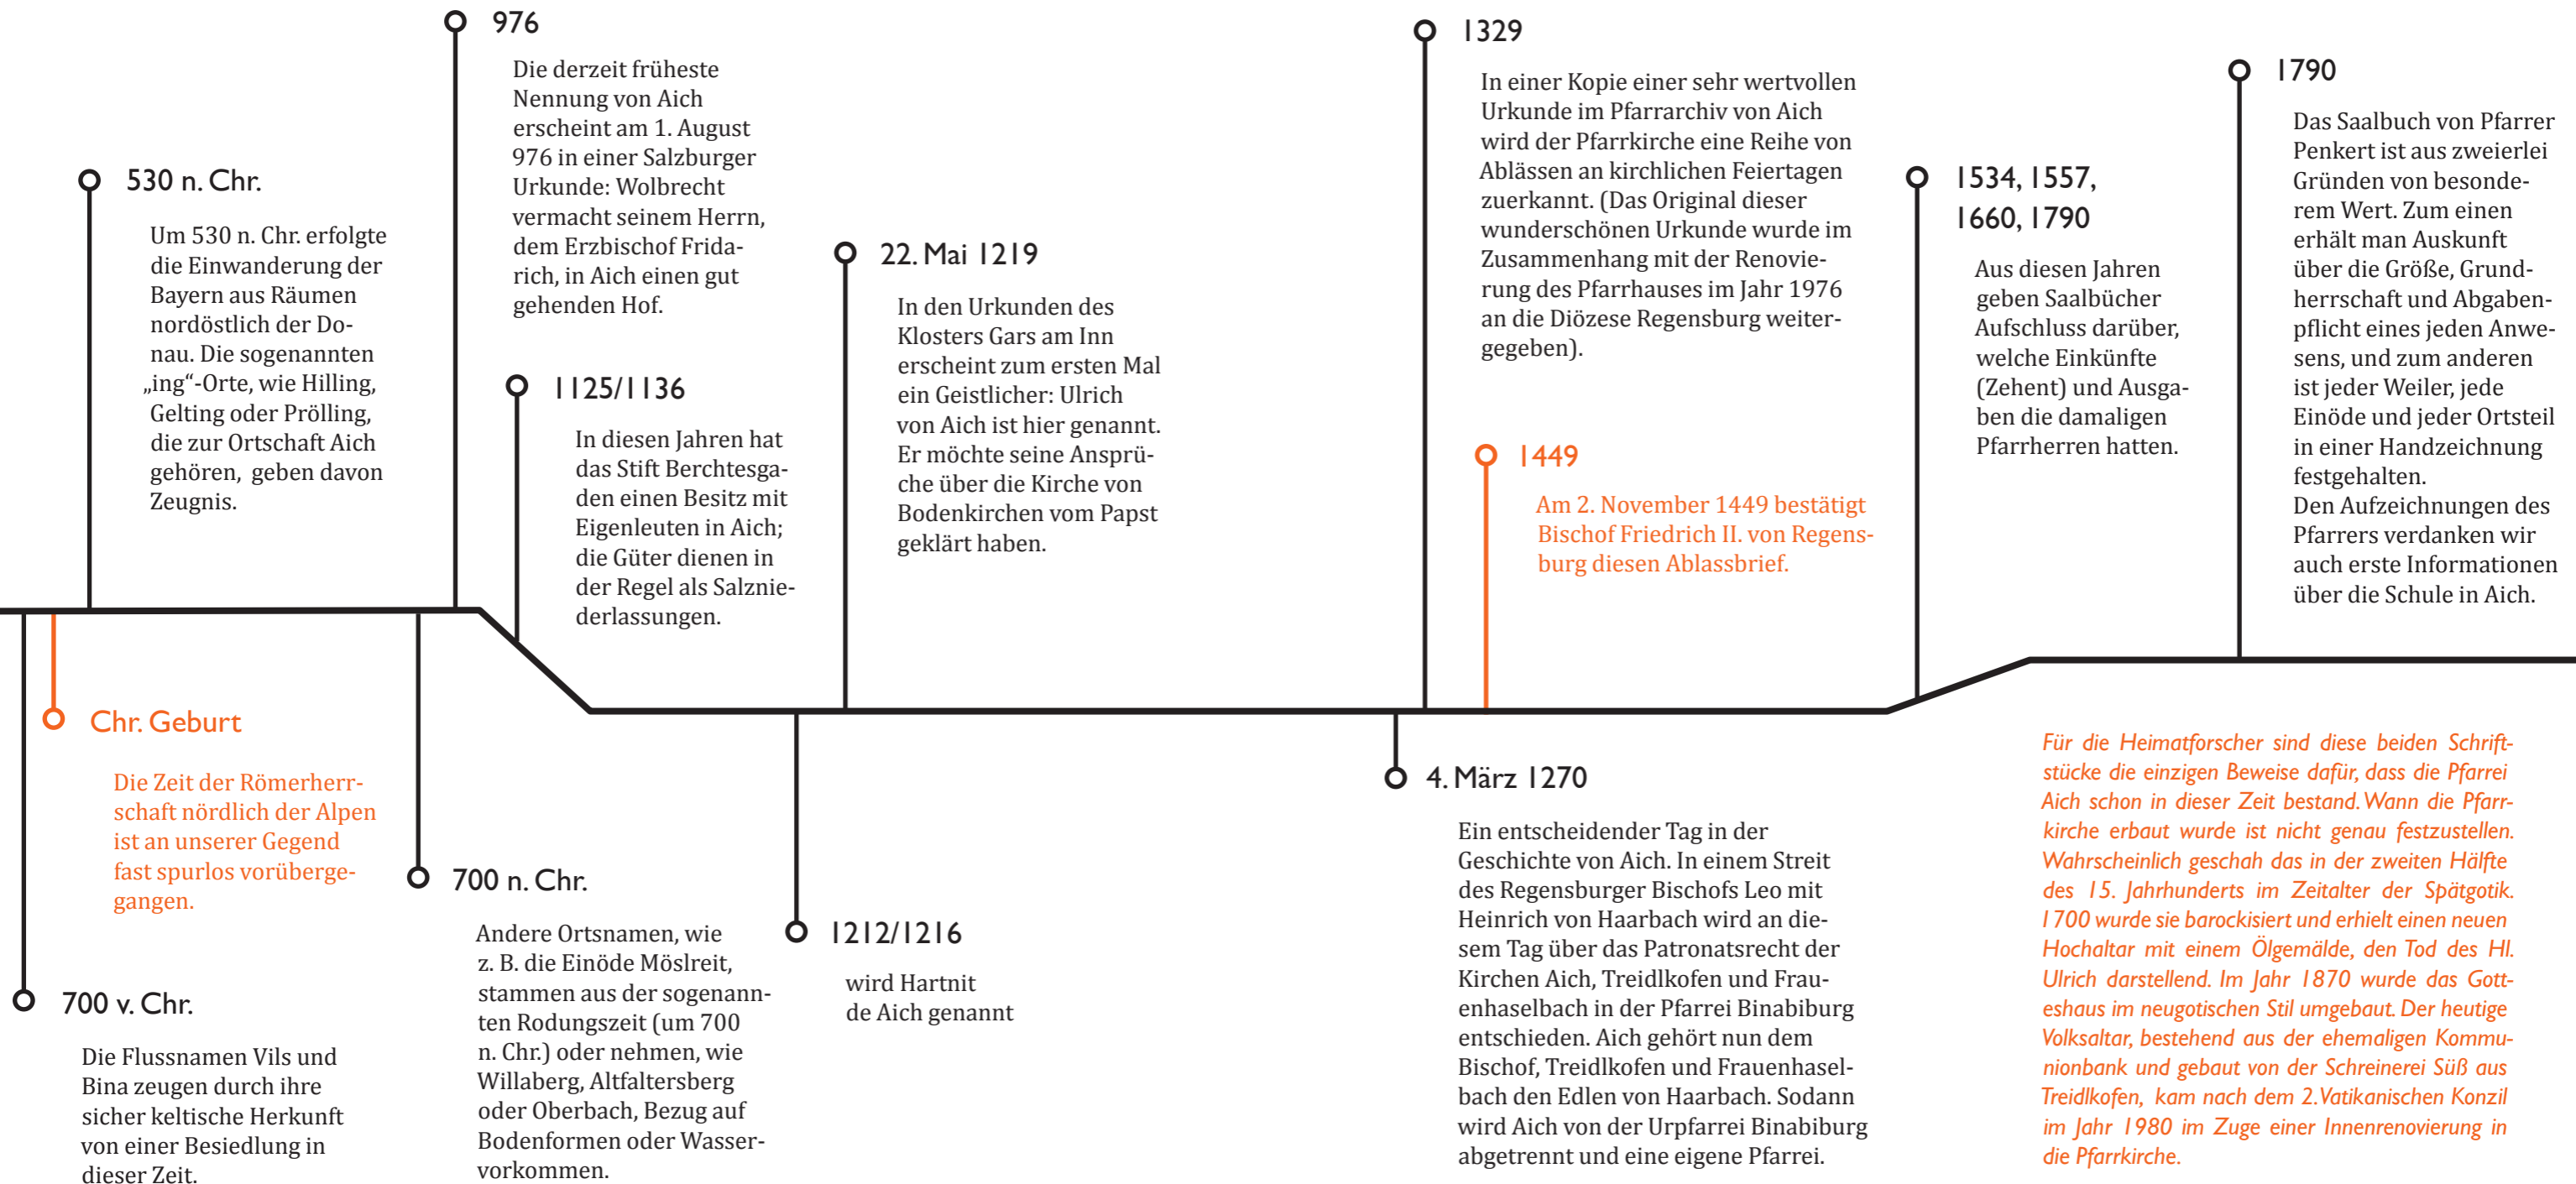 976
Die derzeit früheste
Nennung von Aich
erscheint am 1. August
976 in einer Salzburger
Urkunde: Wolbrecht
vermacht seinem Herrn,
dem Erzbischof Frida-
rich, in Aich einen gut
gehenden Hof.
1329
In einer Kopie einer sehr wertvollen
Urkunde im Pfarrarchiv von Aich
wird der Pfarrkirche eine Reihe von
Ablässen an kirchlichen Feiertagen
zuerkannt. (Das Original dieser
wunderschönen Urkunde wurde im
Zusammenhang mit der Renovie-
rung des Pfarrhauses im Jahr 1976
an die Diözese Regensburg weiter-
gegeben).
1790
Das Saalbuch von Pfarrer
Penkert ist aus zweierlei
Gründen von besonde-
rem Wert. Zum einen
erhält man Auskunft
über die Größe, Grund-
herrschaft und Abgaben-
pflicht eines jeden Anwe-
sens, und zum anderen
ist jeder Weiler, jede
Einöde und jeder Ortsteil
in einer Handzeichnung
festgehalten.
Den Aufzeichnungen des
Pfarrers verdanken wir
auch erste Informationen
über die Schule in Aich.
530 n. Chr.
Um 530 n. Chr. erfolgte
die Einwanderung der
Bayern aus Räumen
nordöstlich der Do-
nau. Die sogenannten
„ing“-Orte, wie Hilling,
Gelting oder Prölling,
die zur Ortschaft Aich
gehören, geben davon
Zeugnis.
1534, 1557,
1660, 1790
Aus diesen Jahren
geben Saalbücher
Aufschluss darüber,
welche Einkünfte
(Zehent) und Ausga-
ben die damaligen
Pfarrherren hatten.
22. Mai 1219
In den Urkunden des
Klosters Gars am Inn
erscheint zum ersten Mal
ein Geistlicher: Ulrich
von Aich ist hier genannt.
Er möchte seine Ansprü-
che über die Kirche von
Bodenkirchen vom Papst
geklärt haben.
1125/1136
In diesen Jahren hat
das Stift Berchtesga-
den einen Besitz mit
Eigenleuten in Aich;
die Güter dienen in
der Regel als Salznie-
derlassungen.
1449
Am 2. November 1449 bestätigt
Bischof Friedrich II. von Regens-
burg diesen Ablassbrief.
Chr. Geburt
Die Zeit der Römerherr-
schaft nördlich der Alpen
ist an unserer Gegend
fast spurlos vorüberge-
gangen.
700 v. Chr.
Die Flussnamen Vils und
Bina zeugen durch ihre
sicher keltische Herkunft
von einer Besiedlung in
dieser Zeit.
700 n. Chr.
Andere Ortsnamen, wie
z. B. die Einöde Möslreit,
stammen aus der sogenann-
ten Rodungszeit (um 700
n. Chr.) oder nehmen, wie
Willaberg, Altfaltersberg
oder Oberbach, Bezug auf
Bodenformen oder Wasser-
vorkommen.
1212/1216
wird Hartnit
de Aich genannt
4. März 1270
Ein entscheidender Tag in der
Geschichte von Aich. In einem Streit
des Regensburger Bischofs Leo mit
Heinrich von Haarbach wird an die-
sem Tag über das Patronatsrecht der
Kirchen Aich, Treidlkofen und Frau-
enhaselbach in der Pfarrei Binabiburg
entschieden. Aich gehört nun dem
Bischof, Treidlkofen und Frauenhasel-
bach den Edlen von Haarbach. Sodann
wird Aich von der Urpfarrei Binabiburg
abgetrennt und eine eigene Pfarrei.
Für die Heimatforscher sind diese beiden Schrift-
stücke die einzigen Beweise dafür, dass die Pfarrei
Aich schon in dieser Zeit bestand. Wann die Pfarr-
kirche erbaut wurde ist nicht genau festzustellen.
Wahrscheinlich geschah das in der zweiten Hälfte
des 15. Jahrhunderts im Zeitalter der Spätgotik.
1700 wurde sie barockisiert und erhielt einen neuen
Hochaltar mit einem Ölgemälde, den Tod des Hl.
Ulrich darstellend. Im Jahr 1870 wurde das Gott-
eshaus im neugotischen Stil umgebaut. Der heutige
Volksaltar, bestehend aus der ehemaligen Kommu-
nionbank und gebaut von der Schreinerei Süß aus
Treidlkofen, kam nach dem 2. Vatikanischen Konzil
im Jahr 1980 im Zuge einer Innenrenovierung in
die Pfarrkirche.